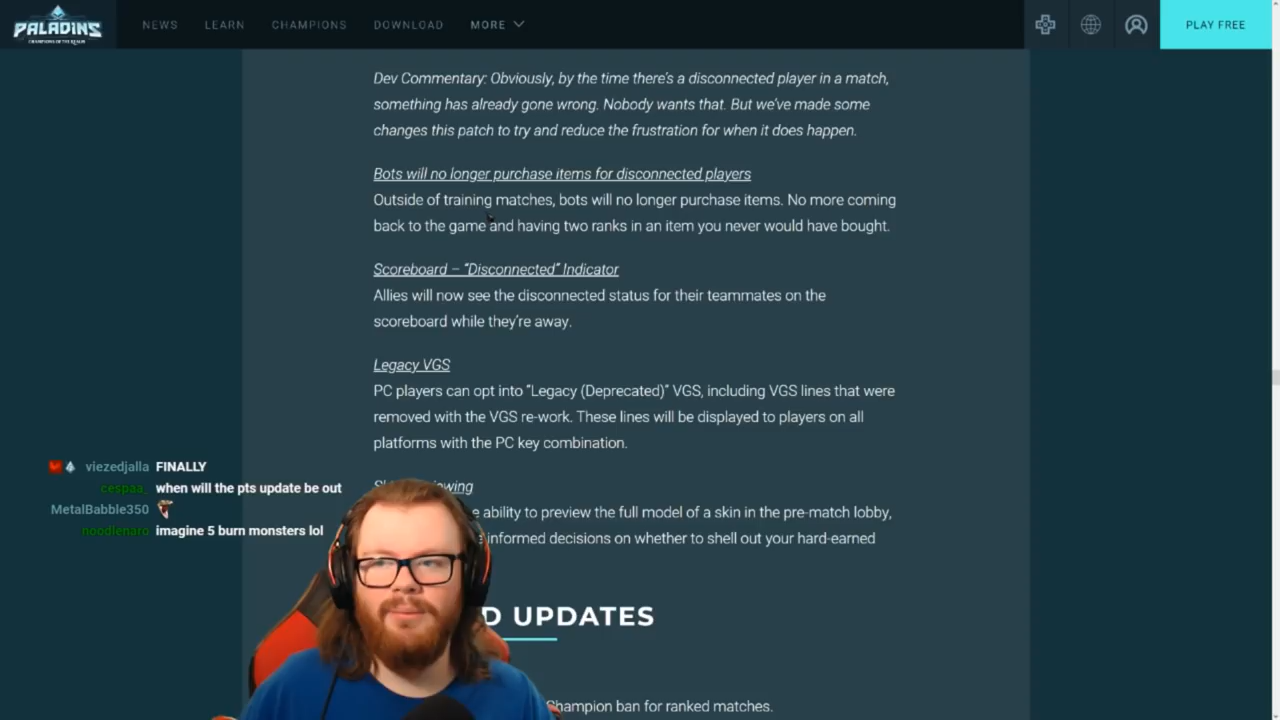 PALADINS
CHAMPIONS OF THE REALM
NEWS LEARN CHAMPIONS DOWNLOAD MORE PLAY FREE
Dev Commentary: Obviously, by the time there's a disconnected player in a match,
something has already gone wrong. Nobody wants that. But we've made some
changes this patch to try and reduce the frustration for when it does happen.
Bots will no longer purchase items for disconnected players
Outside of training matches, bots will no longer purchase items. No more coming
back to the game and having two ranks in an item you never would have bought.
Scoreboard – “Disconnected” Indicator
Allies will now see the disconnected status for their teammates on the
scoreboard while they're away.
Legacy VGS
PC players can opt into “Legacy (Deprecated)” VGS, including VGS lines that were
removed with the VGS re-work. These lines will be displayed to players on all
platforms with the PC key combination.
viezedjalla FINALLY
cespaa_ when will the pts update be out
MetalBabble350
noodlenaro imagine 5 burn monsters lol
ability to preview the full model of a skin in the pre-match lobby,
informed decisions on whether to shell out your hard-earned
D UPDATES
Champion ban for ranked matches.